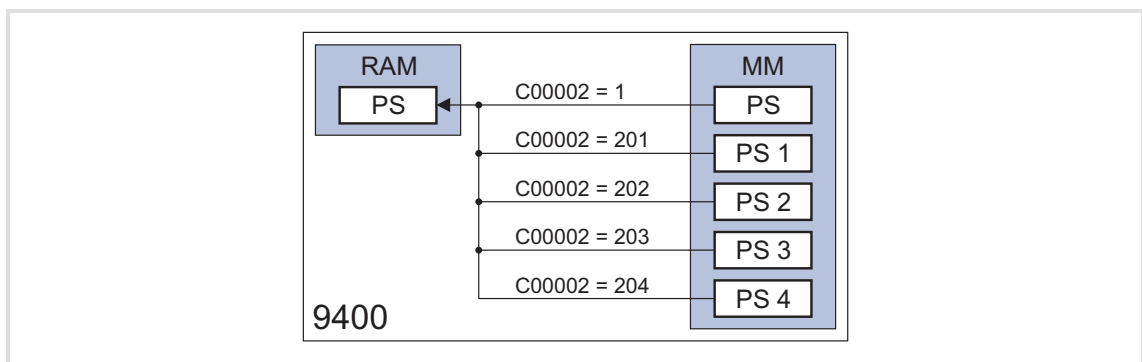 RAM
MM
PS
C00002 = 1
PS
C00002 = 201
PS 1
C00002 = 202
PS 2
C00002 = 203
PS 3
C00002 = 204
PS 4
9400